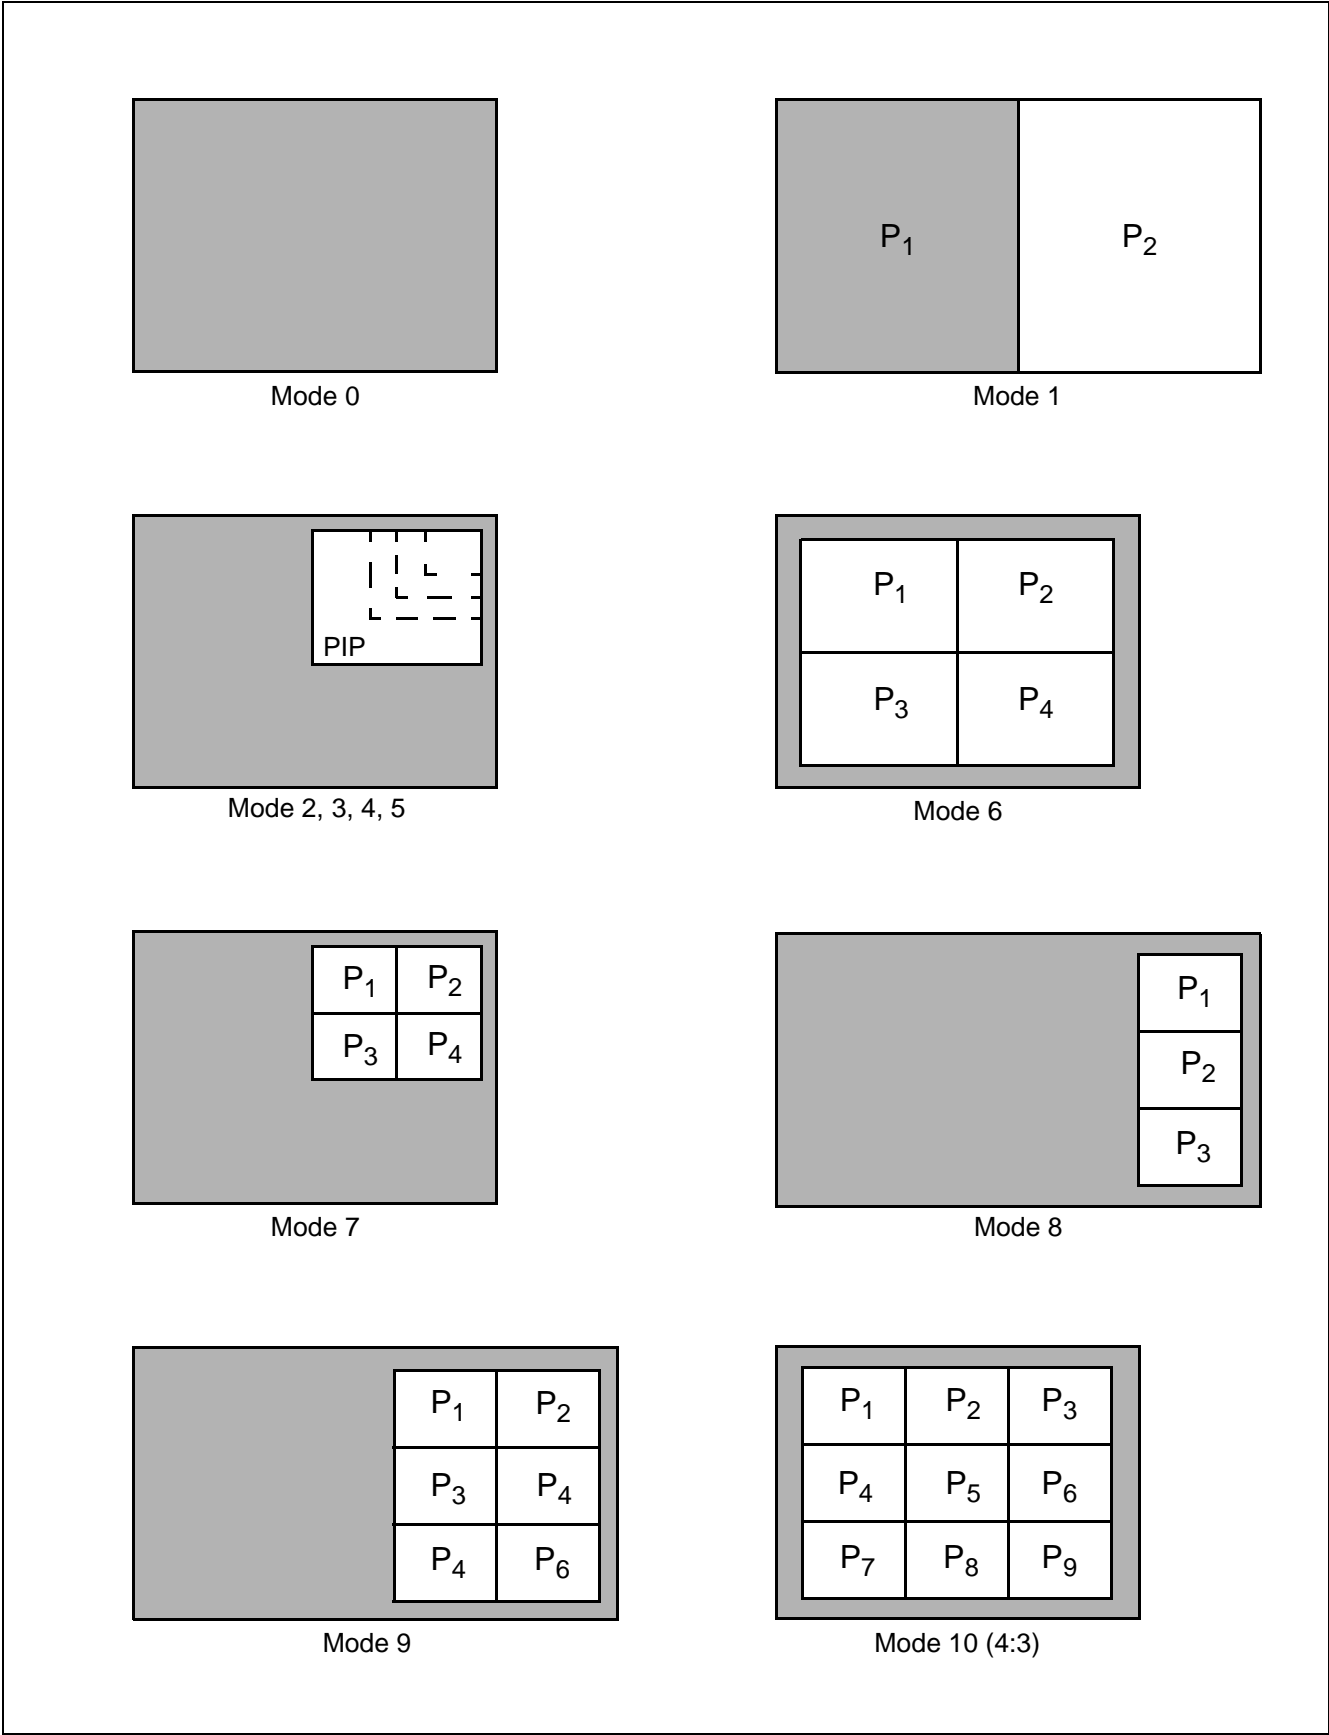 P1 P2
Mode 0 Mode 1
PIP
P1 P2
P3 P4
Mode 2, 3, 4, 5 Mode 6
P1 P2
P3 P4
P1
P2
P3
Mode 7 Mode 8
P1 P2
P3 P4
P4 P6
P1 P2 P3
P4 P5 P6
P7 P8 P9
Mode 9 Mode 10 (4:3)